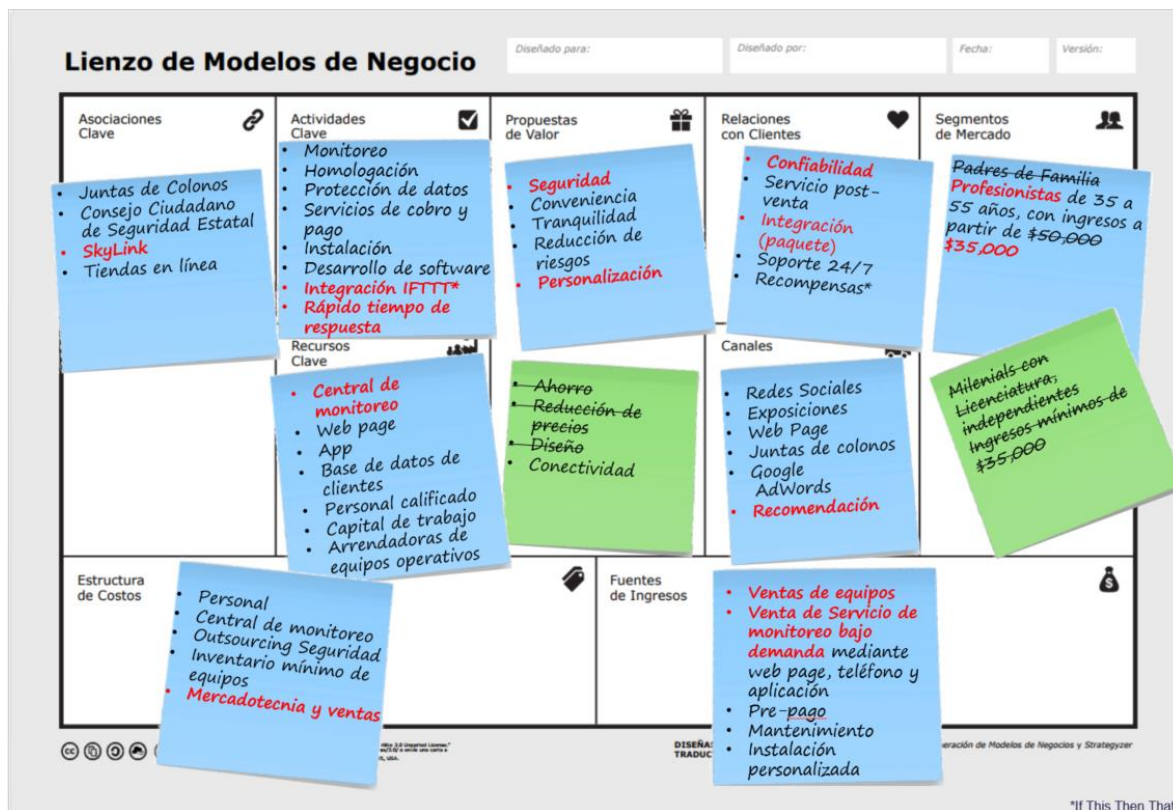 Lienzo de Modelos de Negocio
Diseñado para:
Diseñado por:
Fecha:
Versión:
Asociaciones
Clave
• Juntas de Colonos
• Consejo Ciudadano
de Seguridad Estatal
• SkyLink
• Tiendas en línea
Actividades
Clave
• Monitoreo
• Homologación
• Protección de datos
• Servicios de cobro y
pago
• Instalación
• Desarrollo de software
• Integración IFTTT*
• Rápido tiempo de
respuesta
Recursos
Clave
• Central de
monitoreo
• Web page
• App
• Base de datos de
clientes
• Personal calificado
• Capital de trabajo
• Arrendadoras de
equipos operativos
Propuestas
de Valor
• Seguridad
• Conveniencia
• Tranquilidad
• Reducción de
riesgos
• Personalización
• Ahorro
• Reducción de
precios
• Diseño
• Conectividad
Relaciones
con Clientes
• Confiabilidad
• Servicio post-
venta
• Integración
(paquete)
• Soporte 24/7
• Recompensas*
Canales
• Redes Sociales
• Exposiciones
• Web Page
• Juntas de colonos
• Google
AdWords
• Recomendación
Segmentos
de Mercado
Padres de Familia
Profesionistas de 35 a
55 años, con ingresos a
partir de $50,000
$35,000
Milenials con
Licenciatura,
independientes
Ingresos mínimos de
$35,000
Estructura
de Costos
• Personal
• Central de monitoreo
• Outsourcing Seguridad
• Inventario mínimo de
equipos
• Mercadotecnia y ventas
Fuentes
de Ingresos
• Ventas de equipos
• Venta de Servicio de
monitoreo bajo
demanda mediante
web page, teléfono y
aplicación
• Pre-pago
• Mantenimiento
• Instalación
personalizada
cc
USA.
de Modelos de Negocios y Strategyzer
*If This Then That